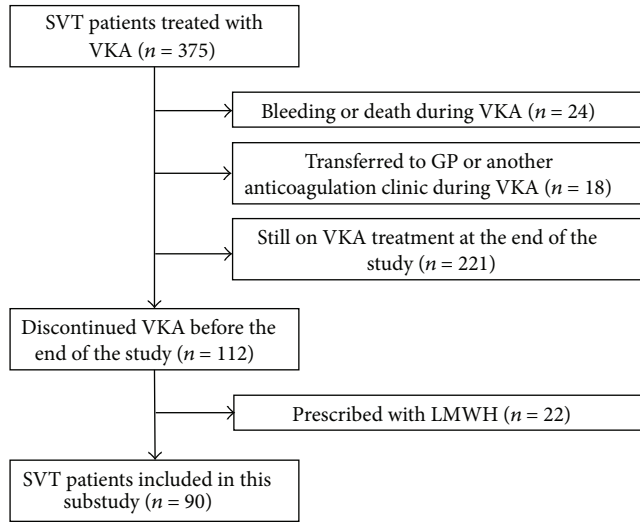 SVT patients treated with
VKA (n = 375)
Bleeding or death during VKA (n = 24)
Transferred to GP or another
anticoagulation clinic during VKA (n = 18)
Still on VKA treatment at the end of the
study (n = 221)
Discontinued VKA before the
end of the study (n = 112)
Prescribed with LMWH (n = 22)
SVT patients included in this
substudy (n = 90)